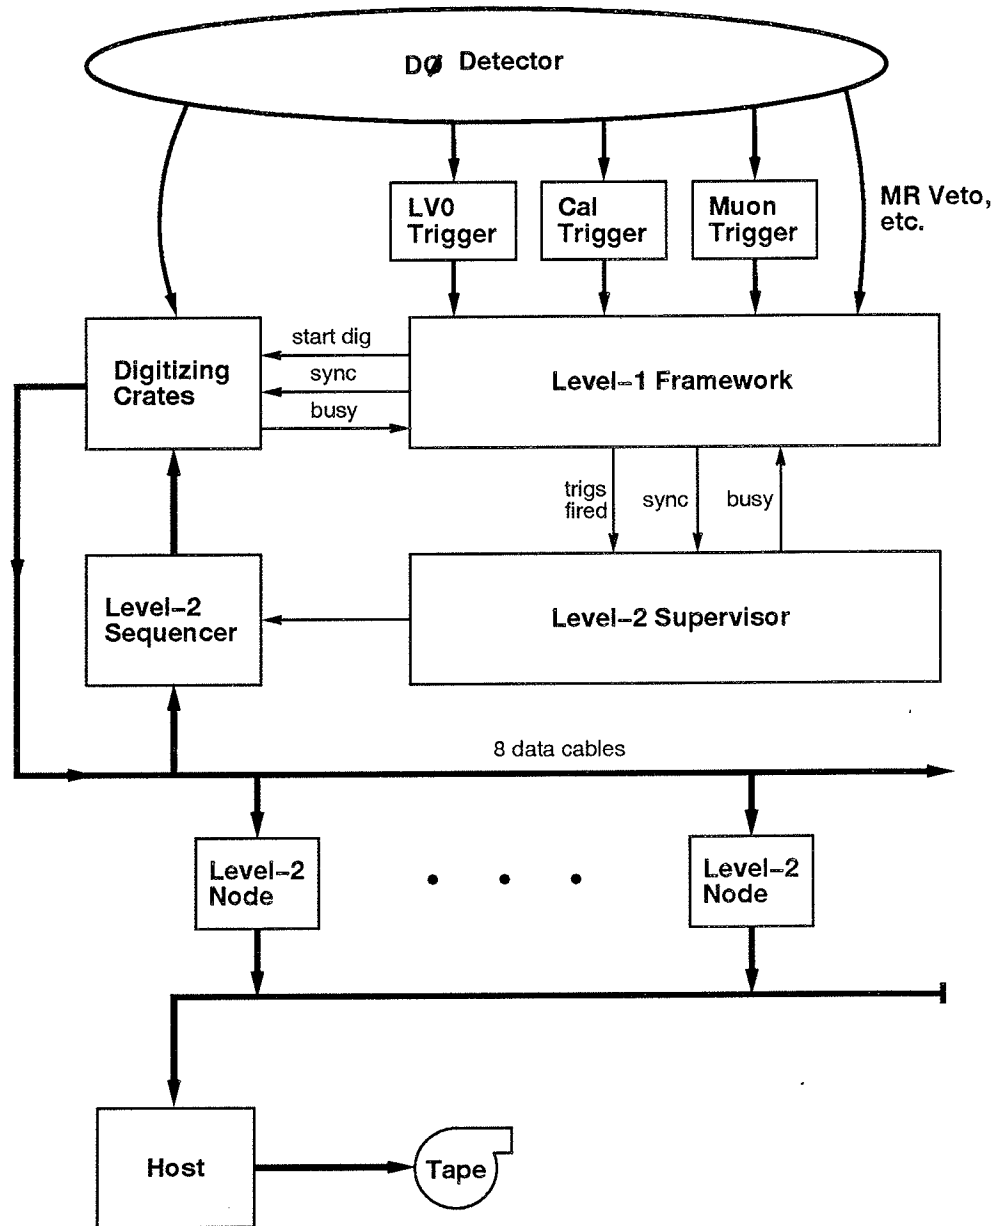 DØ Detector
LV0
Trigger
Cal
Trigger
Muon
Trigger
MR Veto,
etc.
Digitizing
Crates
start dig
sync
busy
Level-1 Framework
trigs
fired
sync
busy
Level-2
Sequencer
Level-2 Supervisor
8 data cables
Level-2
Node
Level-2
Node
Host
Tape